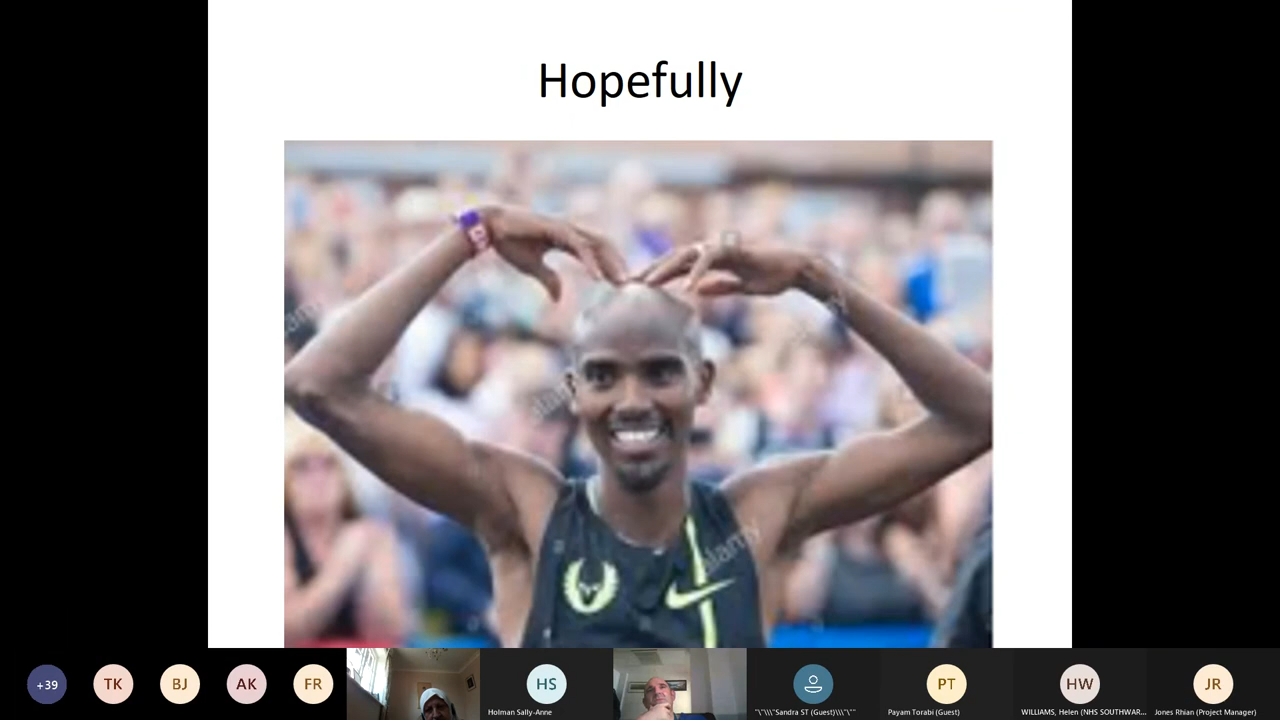 Hopefully
alamy
+39
TK
BJ
AK
FR
HS
PT
HW
JR
Holman Sally-Anne
"\"\\\"Sandra ST (Guest)\\\"\""
Payam Torabi (Guest)
WILLIAMS, Helen (NHS SOUTHWAR...
Jones Rhian (Project Manager)